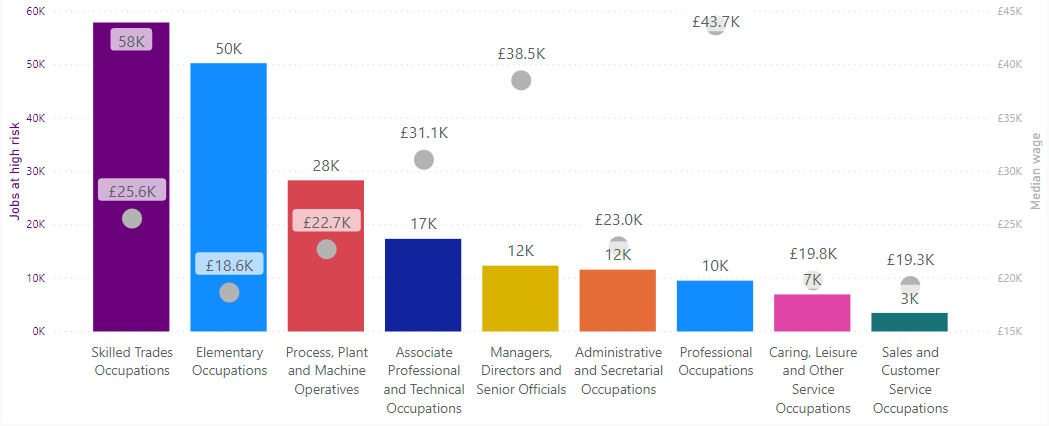 60K
50K
40K
30K
20K
10K
0K
Jobs at high risk
£45K
£40K
£35K
£30K
£25K
£20K
£15K
Median wage
58K
£25.6K
50K
£18.6K
28K
£22.7K
£31.1K
17K
£38.5K
12K
£23.0K
12K
£43.7K
10K
£19.8K
7K
£19.3K
3K
Skilled Trades
Occupations
Elementary
Occupations
Process, Plant
and Machine
Operatives
Associate
Professional
and Technical
Occupations
Managers,
Directors and
Senior Officials
Administrative
and Secretarial
Occupations
Professional
Occupations
Caring, Leisure
and Other
Service
Occupations
Sales and
Customer
Service
Occupations